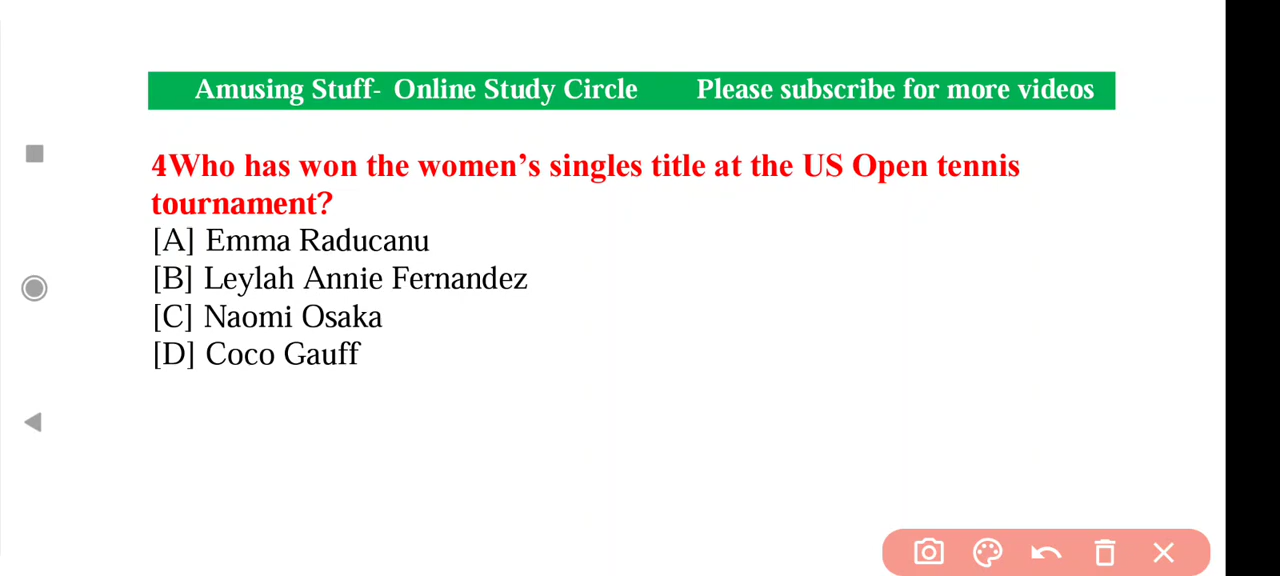 Amusing Stuff- Online Study Circle Please subscribe for more videos
4Who has won the women’s singles title at the US Open tennis
tournament?
[A] Emma Raducanu
[B] Leylah Annie Fernandez
[C] Naomi Osaka
[D] Coco Gauff